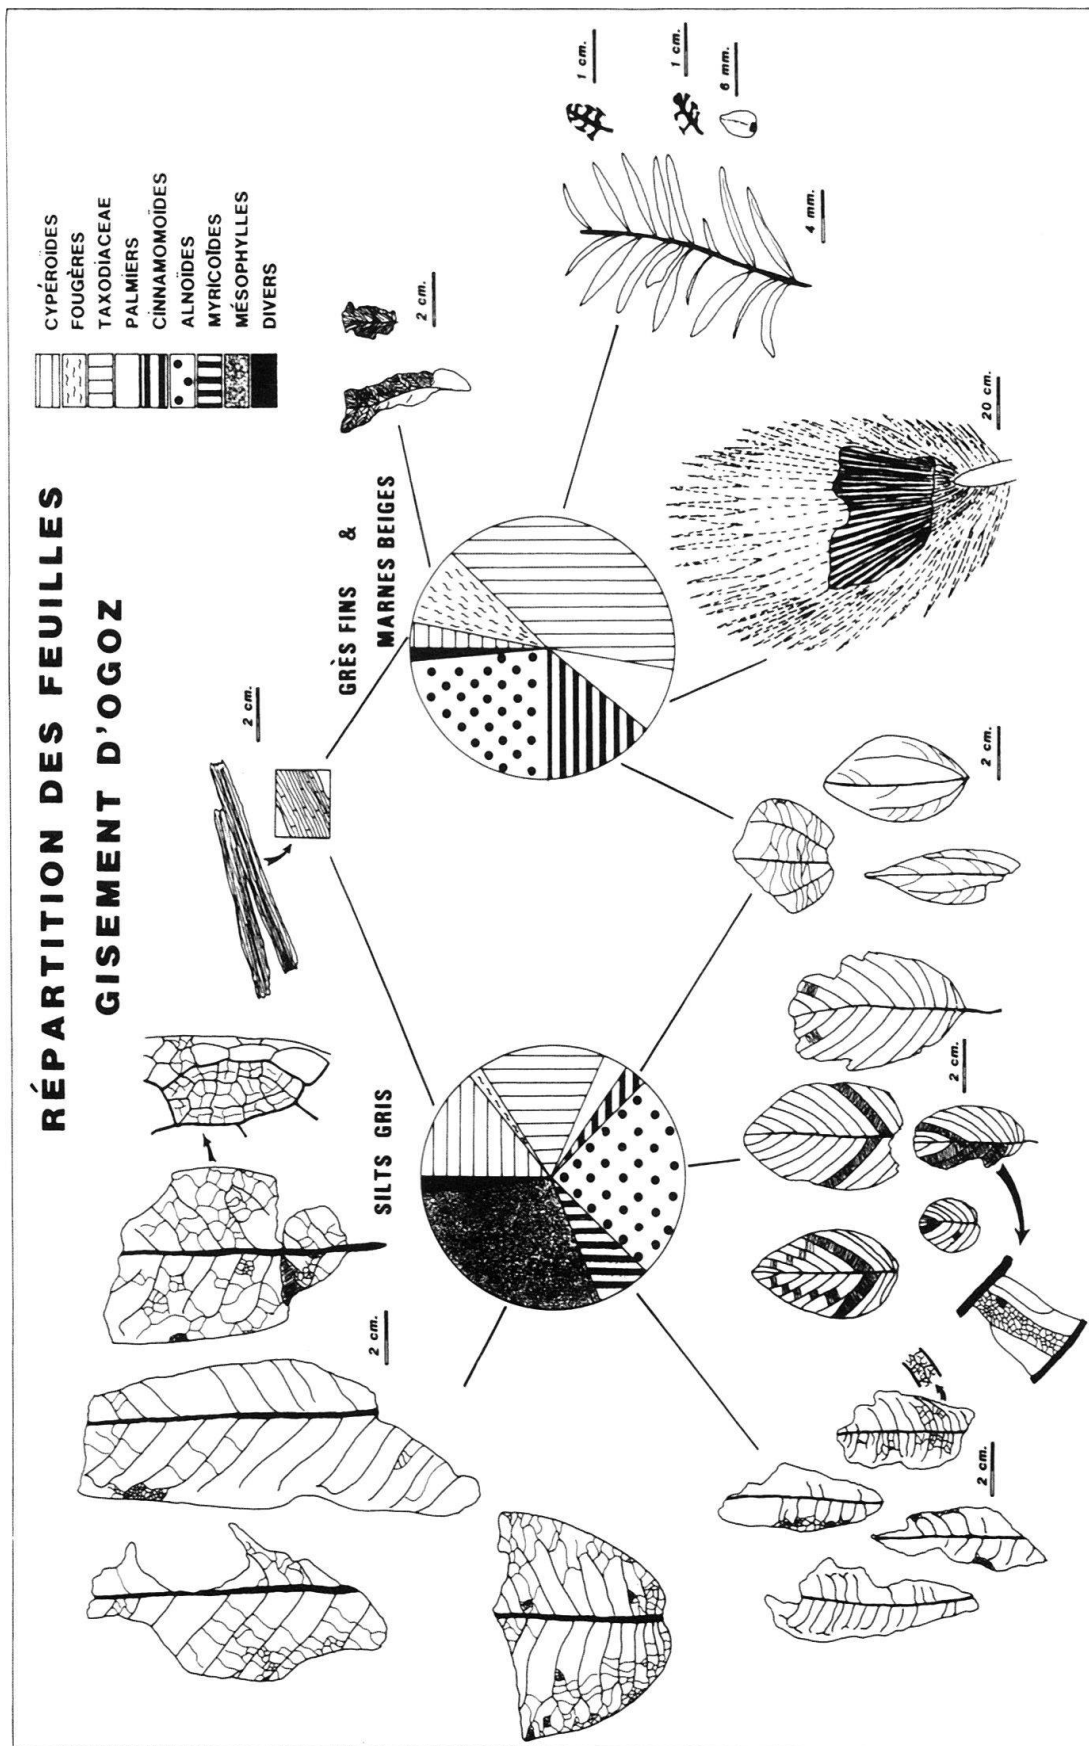 RÉPARTITION DES FEUILLES
GISEMENT D'OGOZ
CYPÉROÏDES
FOUGÈRES
TAXODIACEAE
PALMIERS
CINNAMOMOÏDES
ALNOÏDES
MYRICOÏDES
MÉSOPHYLLES
DIVERS
SILTS GRIS
GRÈS FINS &
MARNES BEIGES
2 cm.
2 cm.
2 cm.
1 cm.
1 cm.
6 mm.
4 mm.
20 cm.
2 cm.
2 cm.
2 cm.